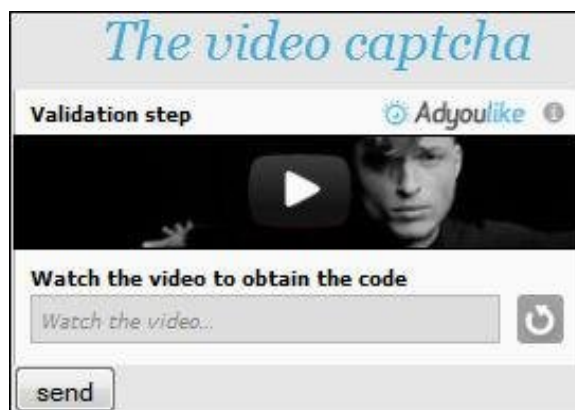 The video captcha
Validation step Adyoulike i
Watch the video to obtain the code
Watch the video...
send